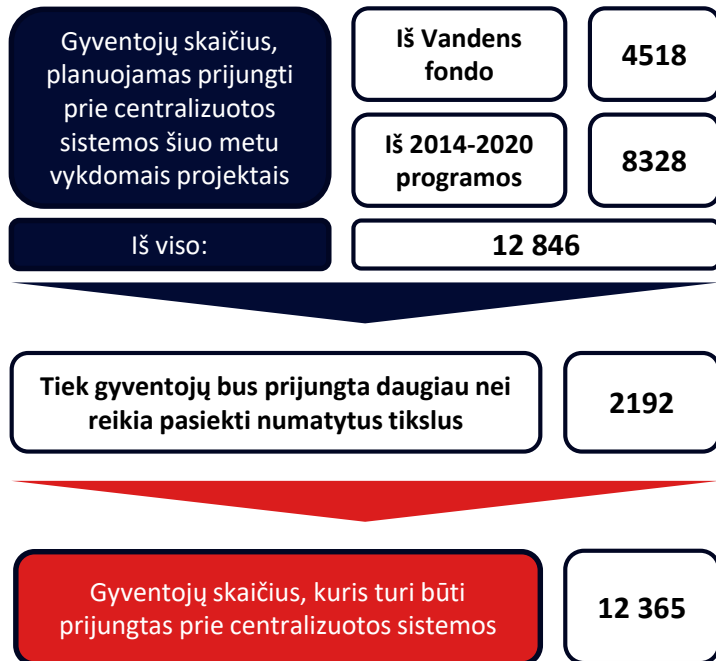 Gyventojų skaičius,
planuojamas prijungti
prie centralizuotos
sistemos šiuo metu
vykdomais projektais
Iš Vandens
fondo
4518
Iš 2014-2020
programos
8328
Iš viso:
12 846
Tiek gyventojų bus prijungta daugiau nei
reikia pasiekti numatytus tikslus
2192
Gyventojų skaičius, kuris turi būti
prijungtas prie centralizuotos sistemos
12 365